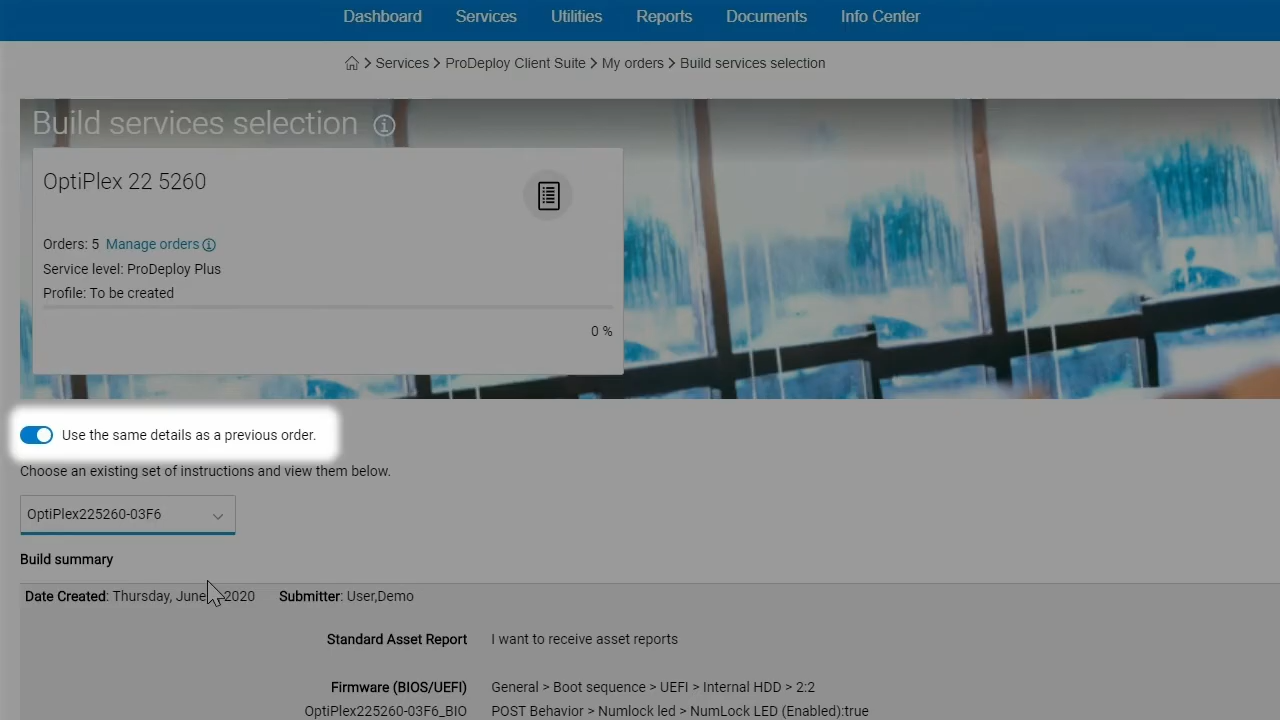 Dashboard Services Utilities Reports Documents Info Center
Services ProDeploy Client Suite My orders Build services selection
Build services selection
OptiPlex 22 5260
Orders: 5 Manage orders
Service level: ProDeploy Plus
Profile: To be created
0 %
Use the same details as a previous order.
Choose an existing set of instructions and view them below.
OptiPlex225260-03F6
Build summary
Date Created: Thursday, June 2020 Submitter: User,Demo
Standard Asset Report I want to receive asset reports
Firmware (BIOS/UEFI) General > Boot sequence > UEFI > Internal HDD > 2:2
OptiPlex225260-03F6_BIO POST Behavior > Numlock led > NumLock LED (Enabled):true